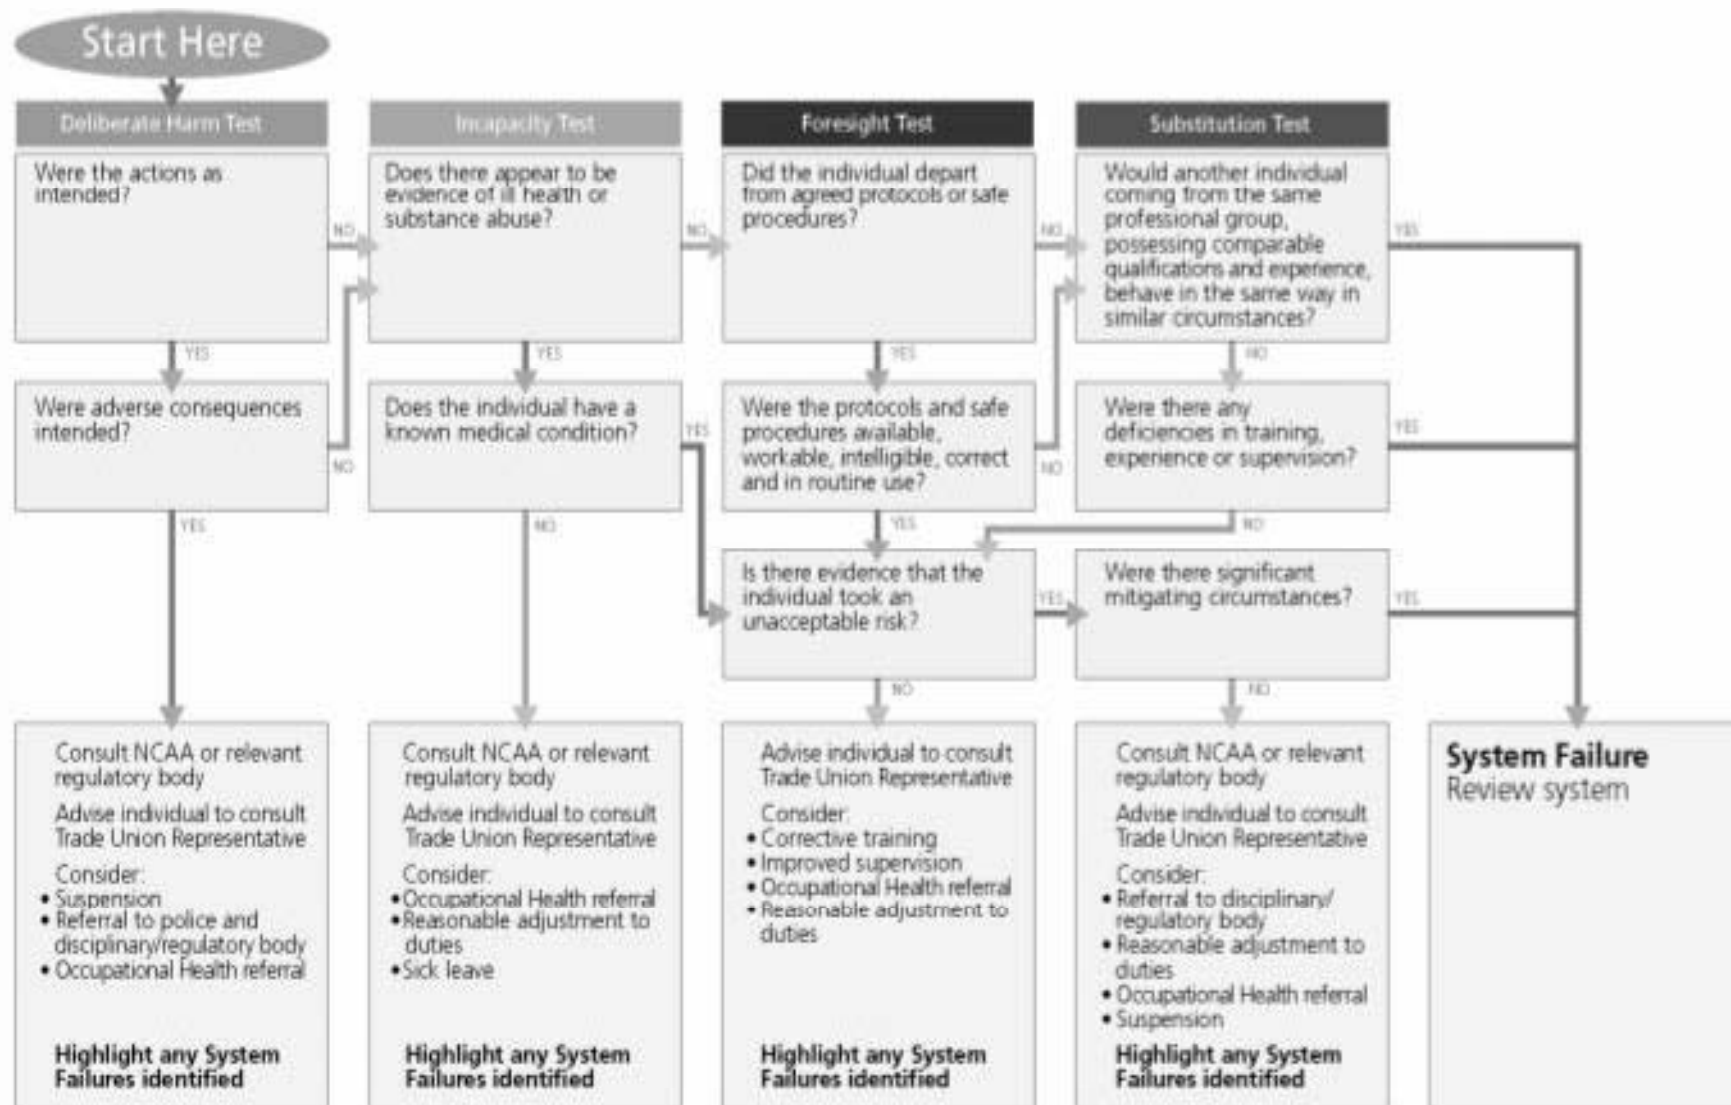 Start Here
Deliberate Harm Test
Incapacity Test
Foresight Test
Substitution Test
Were the actions as
intended?
NO
YES
Were adverse consequences
intended?
NO
YES
Does there appear to be
evidence of ill health or
substance abuse?
NO
YES
Does the individual have a
known medical condition?
YES
NO
Did the individual depart
from agreed protocols or safe
procedures?
NO
YES
Were the protocols and safe
procedures available,
workable, intelligible, correct
and in routine use?
NO
YES
Is there evidence that the
individual took an
unacceptable risk?
YES
NO
Would another individual
coming from the same
professional group,
possessing comparable
qualifications and experience,
behave in the same way in
similar circumstances?
YES
NO
Were there any
deficiencies in training,
experience or supervision?
YES
NO
Were there significant
mitigating circumstances?
YES
NO
Consult NCAA or relevant
regulatory body
Advise individual to consult
Trade Union Representative
Consider:
• Suspension
• Referral to police and
disciplinary/regulatory body
• Occupational Health referral
Highlight any System
Failures identified
Consult NCAA or relevant
regulatory body
Advise individual to consult
Trade Union Representative
Consider:
• Occupational Health referral
• Reasonable adjustment to
duties
• Sick leave
Highlight any System
Failures identified
Advise individual to consult
Trade Union Representative
Consider:
• Corrective training
• Improved supervision
• Occupational Health referral
• Reasonable adjustment to
duties
Highlight any System
Failures identified
Consult NCAA or relevant
regulatory body
Advise individual to consult
Trade Union Representative
Consider:
• Referral to disciplinary/
regulatory body
• Reasonable adjustment to
duties
• Occupational Health referral
• Suspension
Highlight any System
Failures identified
System Failure
Review system